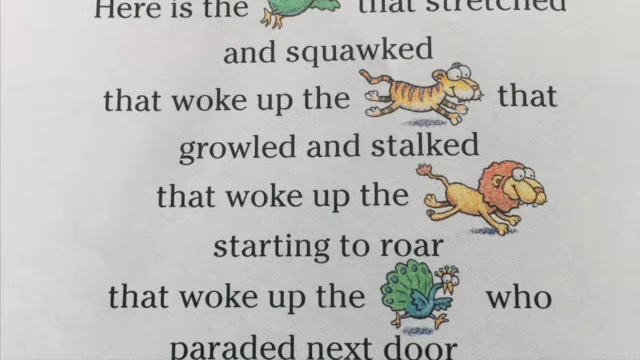 Here is the that stretched
and squawked
that woke up the that
growled and stalked
that woke up the
starting to roar
that woke up the who
paraded next door